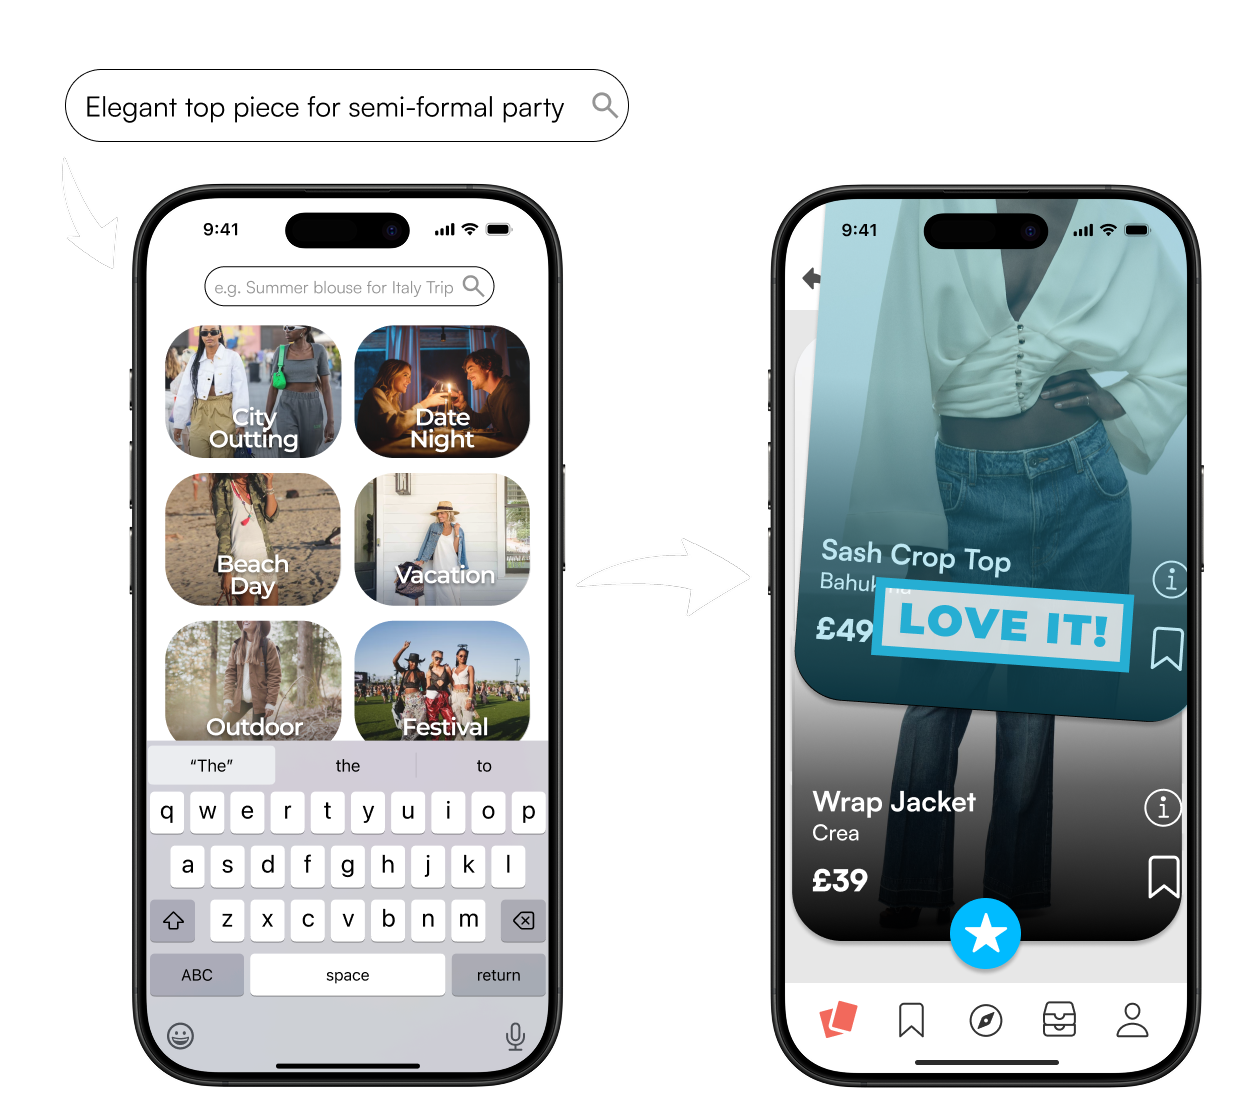 Elegant top piece for semi-formal party
9:41
e.g. Summer blouse for Italy Trip
City
Outting
Date
Night
Beach
Day
Vacation
Outdoor
Festival
“The”
the
to
q w e r t y u i o p
a s d f g h j k l
z x c v b n m
ABC
space
return
9:41
Sash Crop Top
i
£49
LOVE IT!
Wrap Jacket
i
Crea
£39